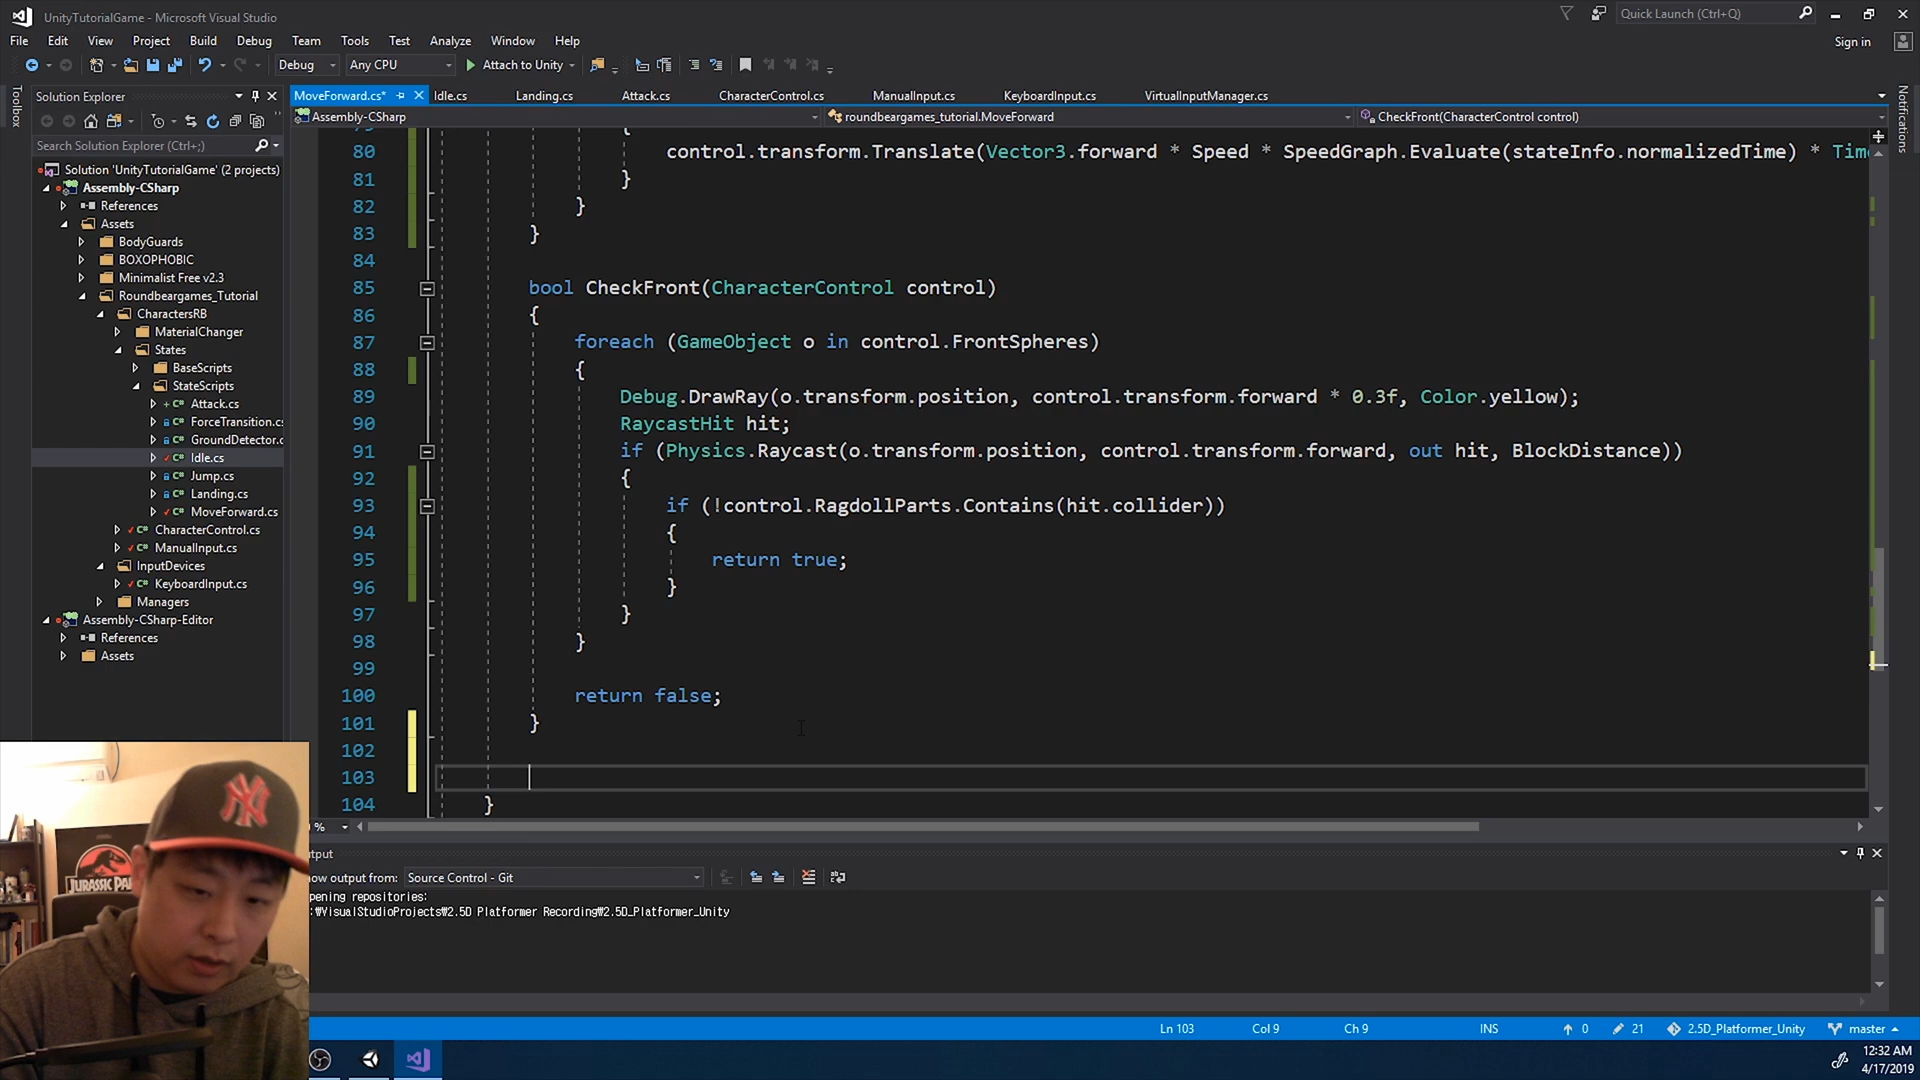 UnityTutorialGame - Microsoft Visual Studio
Quick Launch (Ctrl+Q)
File Edit View Project Build Debug Team Tools Test Analyze Window Help
Sign in
Debug Any CPU Attach to Unity
Toolbox
Solution Explorer
Search Solution Explorer (Ctrl+;)
Solution 'UnityTutorialGame' (2 projects)
Assembly-CSharp
References
Assets
BodyGuards
BOXOPHOBIC
Minimalist Free v2.3
Roundbeargames_Tutorial
CharactersRB
MaterialChanger
States
BaseScripts
StateScripts
Attack.cs
ForceTransition.cs
GroundDetector.c
Idle.cs
Jump.cs
Landing.cs
MoveForward.cs
CharacterControl.cs
ManualInput.cs
InputDevices
KeyboardInput.cs
Managers
Assembly-CSharp-Editor
References
Assets
MoveForward.cs* Idle.cs Landing.cs Attack.cs CharacterControl.cs ManualInput.cs KeyboardInput.cs VirtualInputManager.cs
Assembly-CSharp roundbeargames_tutorial.MoveForward CheckFront(CharacterControl control)
Notifications
79 {
80 control.transform.Translate(Vector3.forward * Speed * SpeedGraph.Evaluate(stateInfo.normalizedTime) * Time
81 }
82 }
83 }
84
85 bool CheckFront(CharacterControl control)
86 {
87 foreach (GameObject o in control.FrontSpheres)
88 {
89 Debug.DrawRay(o.transform.position, control.transform.forward * 0.3f, Color.yellow);
90 RaycastHit hit;
91 if (Physics.Raycast(o.transform.position, control.transform.forward, out hit, BlockDistance))
92 {
93 if (!control.RagdollParts.Contains(hit.collider))
94 {
95 return true;
96 }
97 }
98 }
99
100 return false;
101 }
102
103
104 }
%
utput
ow output from: Source Control - Git
pening repositories:
:₩VisualStudioProjects₩2.5D Platformer Recording₩2.5D_Platformer_Unity
JURASSIC PA
NY
Ln 103 Col 9 Ch 9 INS 0 21 2.5D_Platformer_Unity master
12:32 AM
4/17/2019